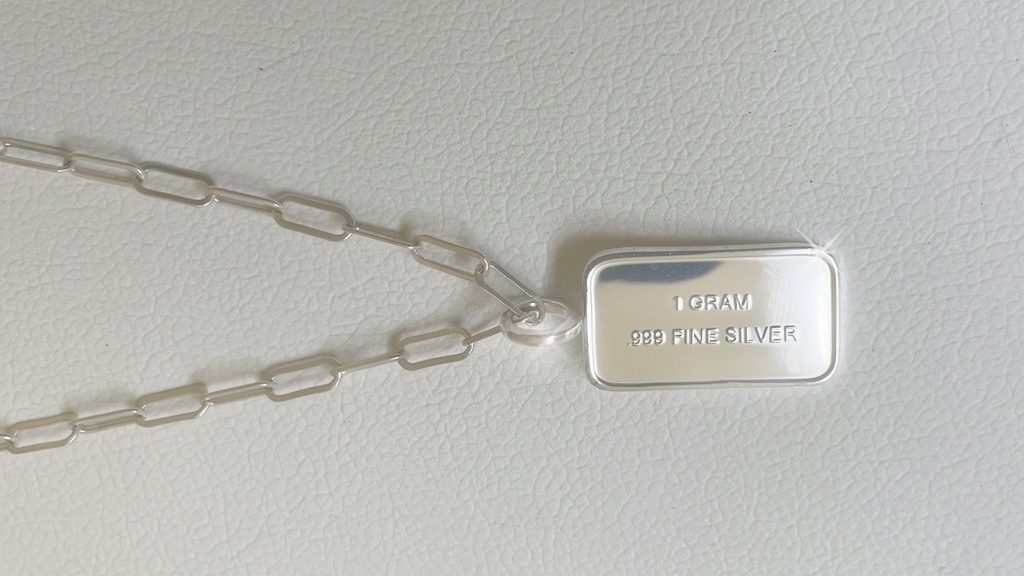 1 GRAM
.999 FINE SILVER